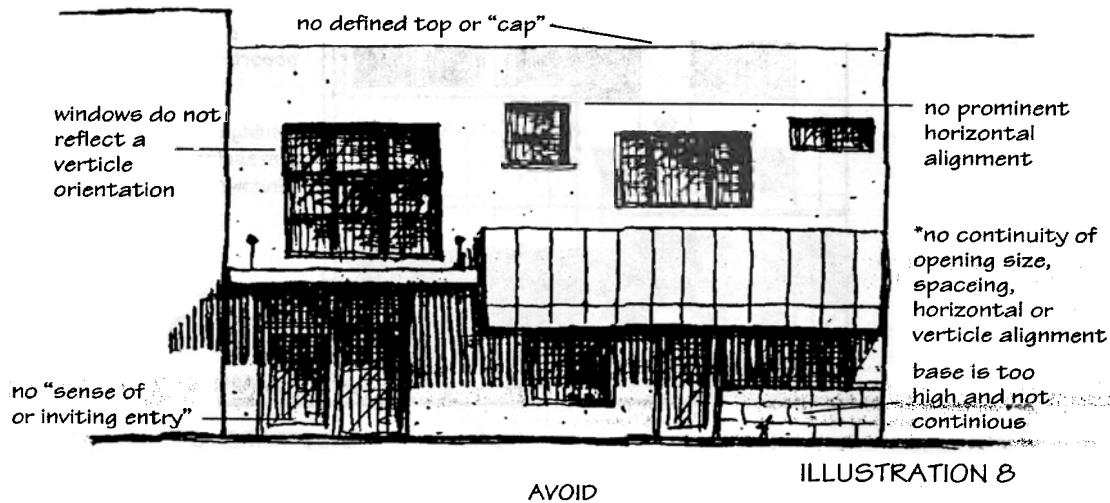 no defined top or “cap”
windows do not
reflect a
verticle
orientation
no prominent
horizontal
alignment
*no continuity of
opening size,
spaceing,
horizontal or
verticle alignment
no “sense of
or inviting entry”
base is too
high and not
continious
ILLUSTRATION 8
AVOID